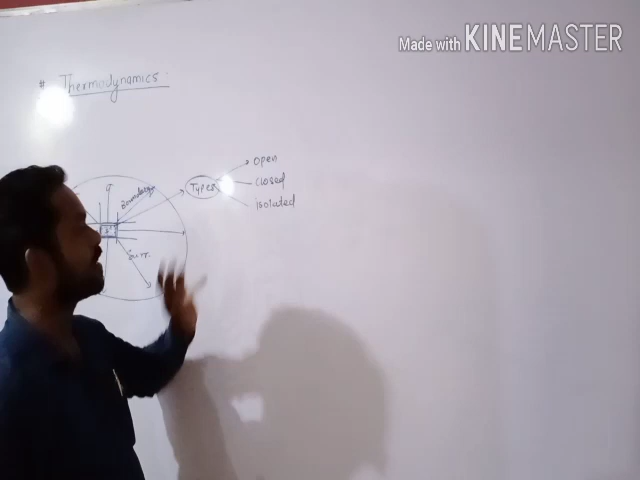 Made with KINEMASTER
# Thermodynamics:
Boundary
Types
open
closed
isolated
Surr.